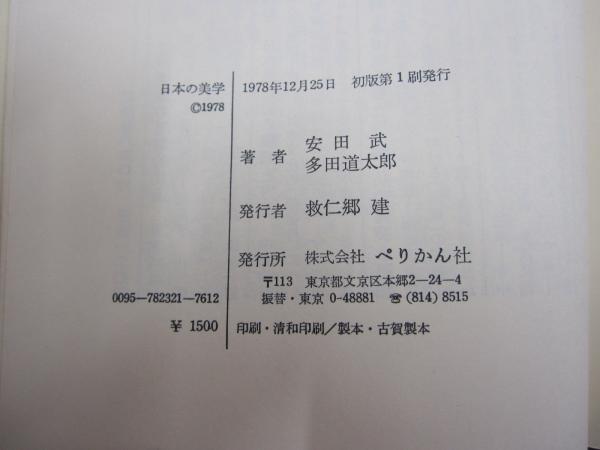 日本の美学
©1978
0095—782321—7612
¥ 1500
1978年12月25日　初版第1刷発行
著　者　安　田　　武
多田道太郎
発行者　救仁郷　建
発行所　株式会社　ぺりかん社
〒113　東京都文京区本郷2—24—4
振替・東京 0-48881　☎(814) 8515
印刷・清和印刷／製本・古賀製本